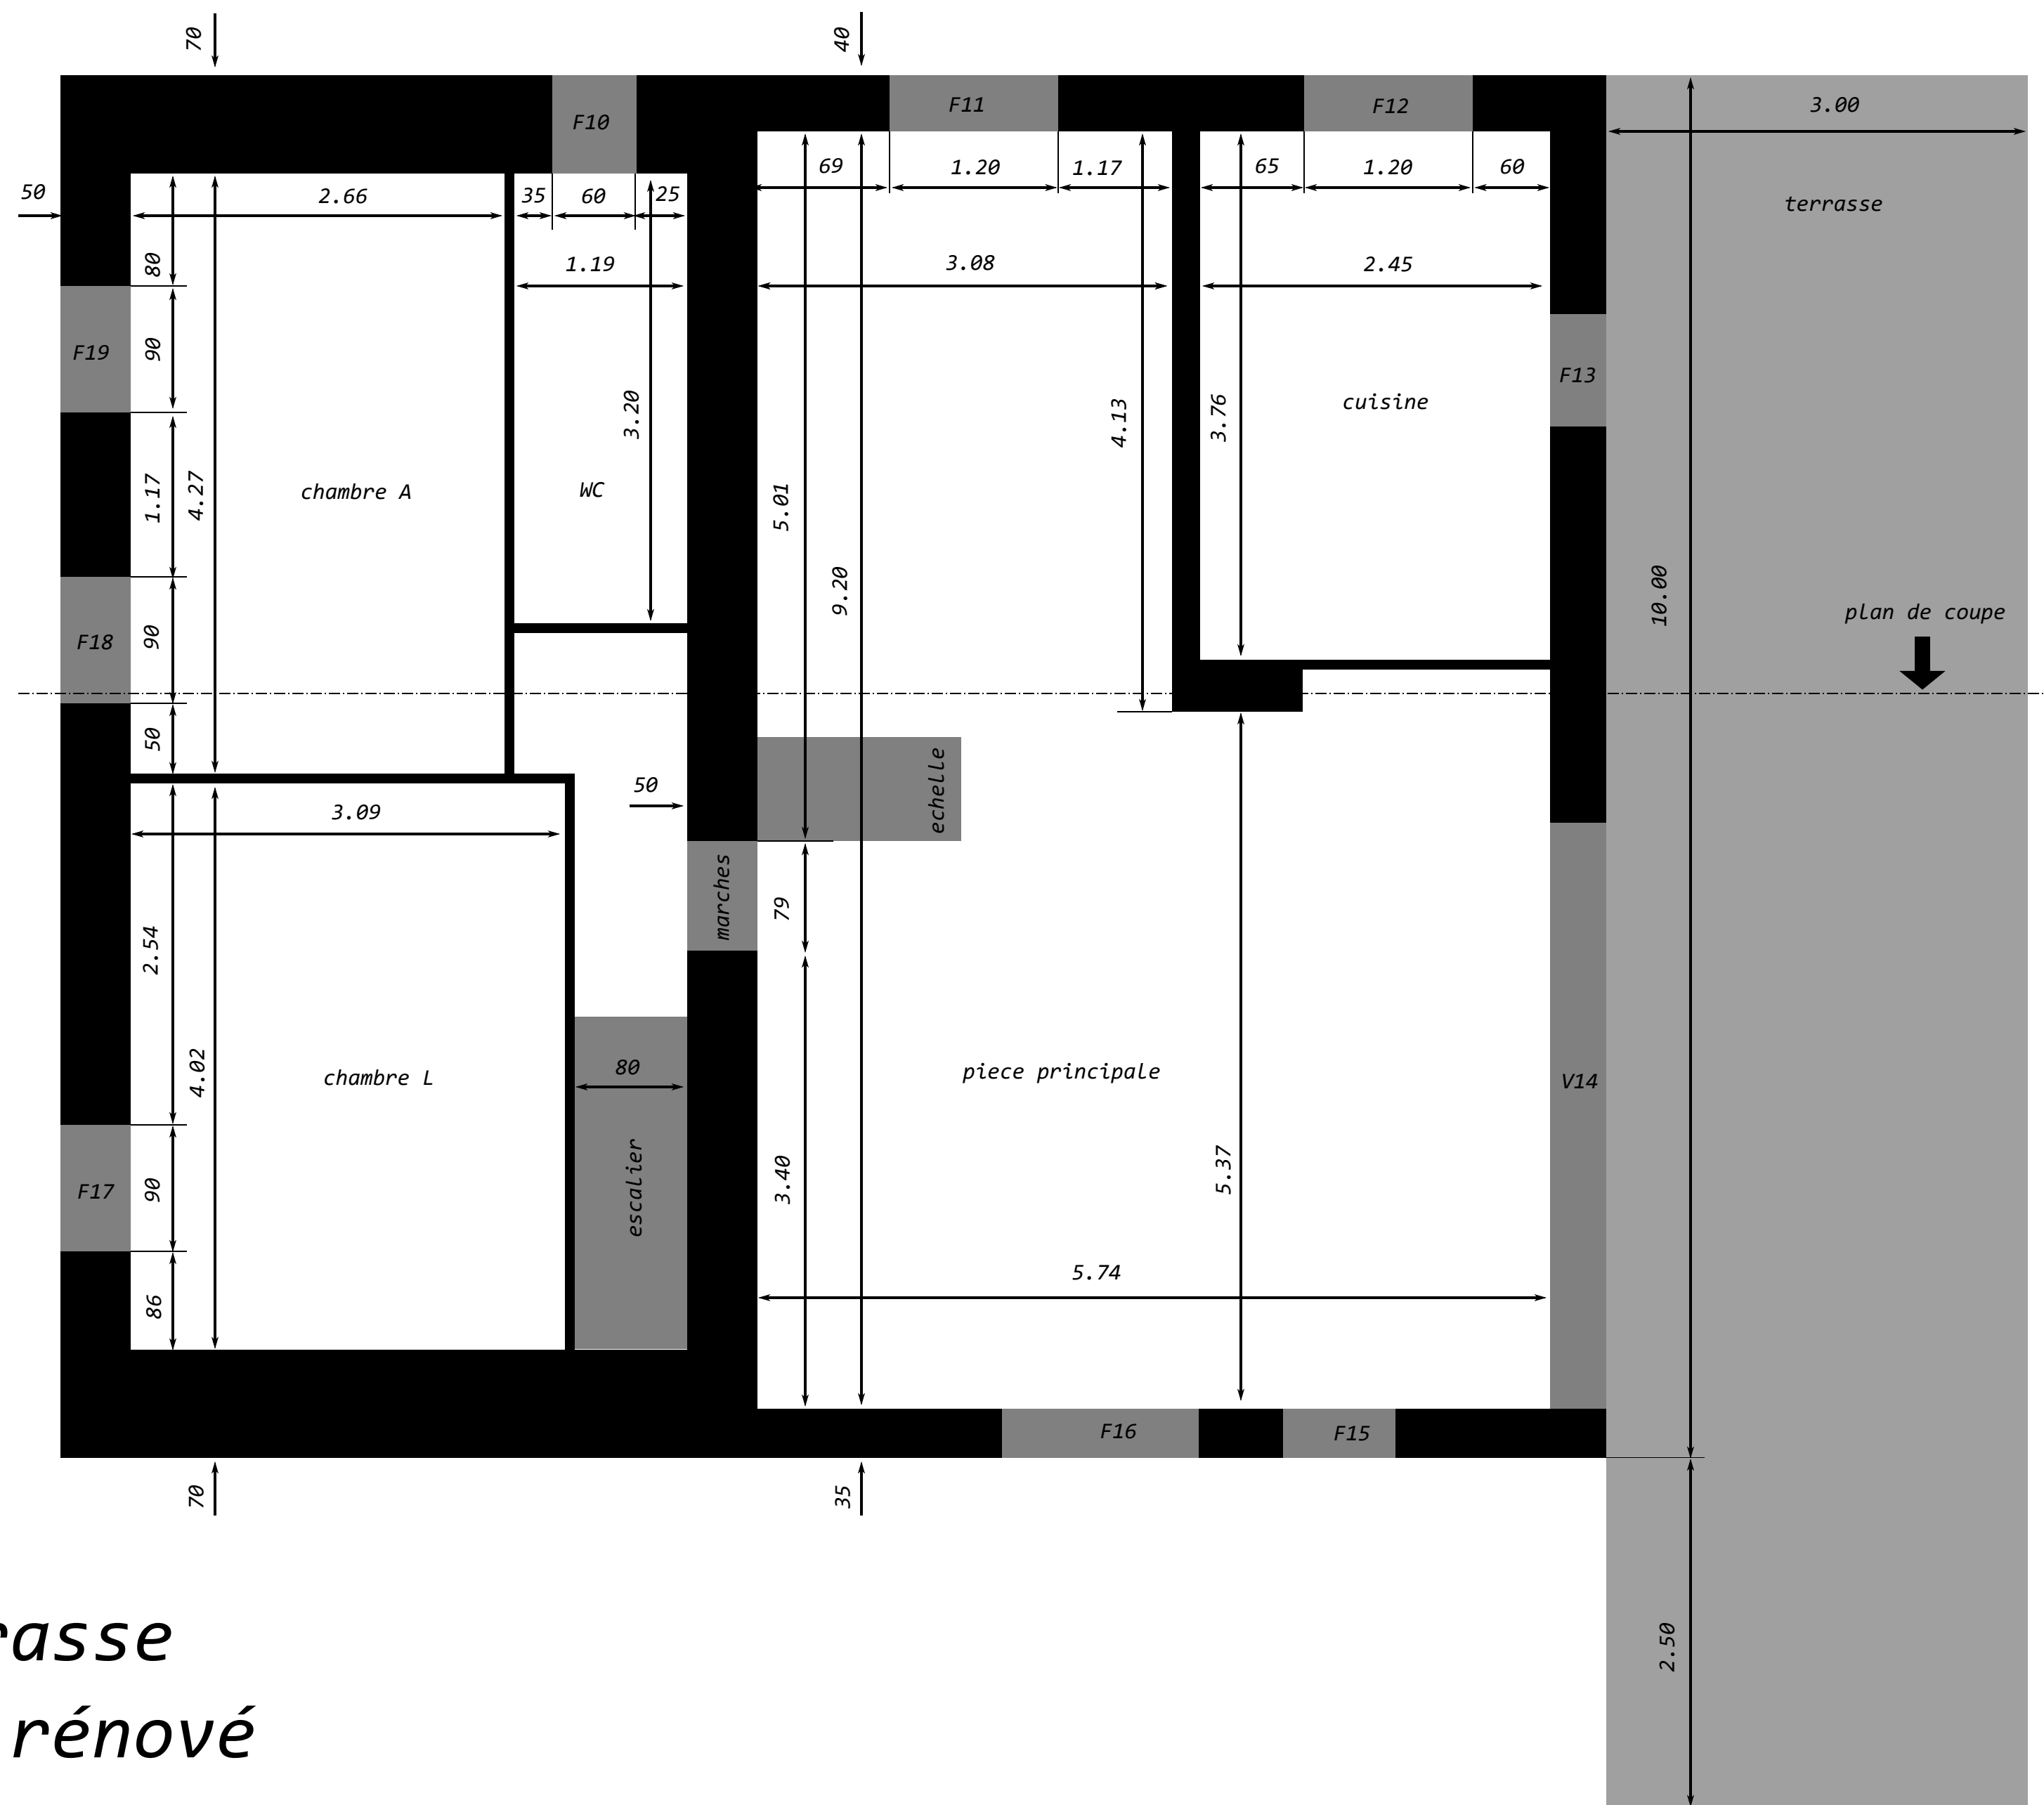 70
40
F10
F11
F12
3.00
50
2.66
35
60
25
69
1.20
1.17
65
1.20
60
terrasse
80
1.19
3.08
2.45
F19
90
F13
3.20
4.13
3.76
cuisine
1.17
4.27
chambre A
WC
5.01
9.20
10.00
plan de coupe
F18
90
50
50
echelle
3.09
marches
79
2.54
4.02
chambre L
80
piece principale
V14
F17
90
escalier
3.40
5.37
86
5.74
F16
F15
70
35
2.50
rasse
rénové